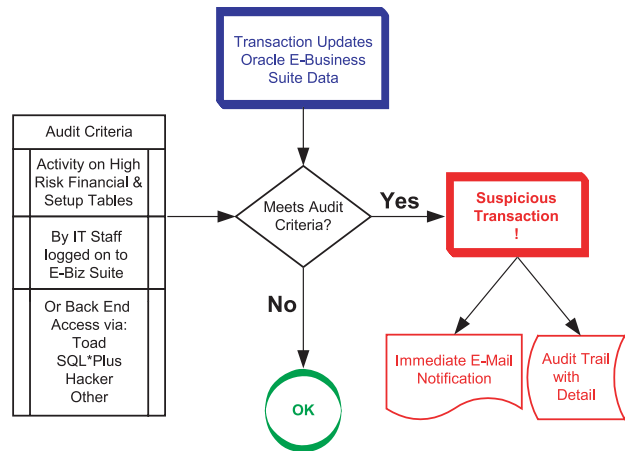 Transaction Updates
Oracle E-Business
Suite Data
Audit Criteria
Activity on High
Risk Financial &
Setup Tables
By IT Staff
logged on to
E-Biz Suite
Or Back End
Access via:
Toad
SQL*Plus
Hacker
Other
Meets Audit
Criteria?
Yes
Suspicious
Transaction
!
No
OK
Immediate E-Mail
Notification
Audit Trail
with
Detail